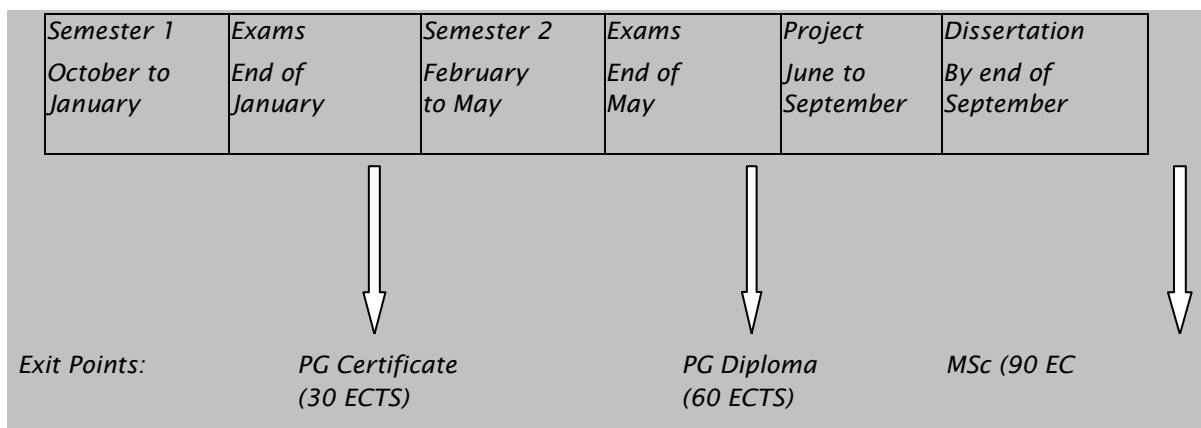 Semester 1
October to
January
Exams
End of
January
Semester 2
February
to May
Exams
End of
May
Project
June to
September
Dissertation
By end of
September
Exit Points:
PG Certificate
(30 ECTS)
PG Diploma
(60 ECTS)
MSc (90 EC